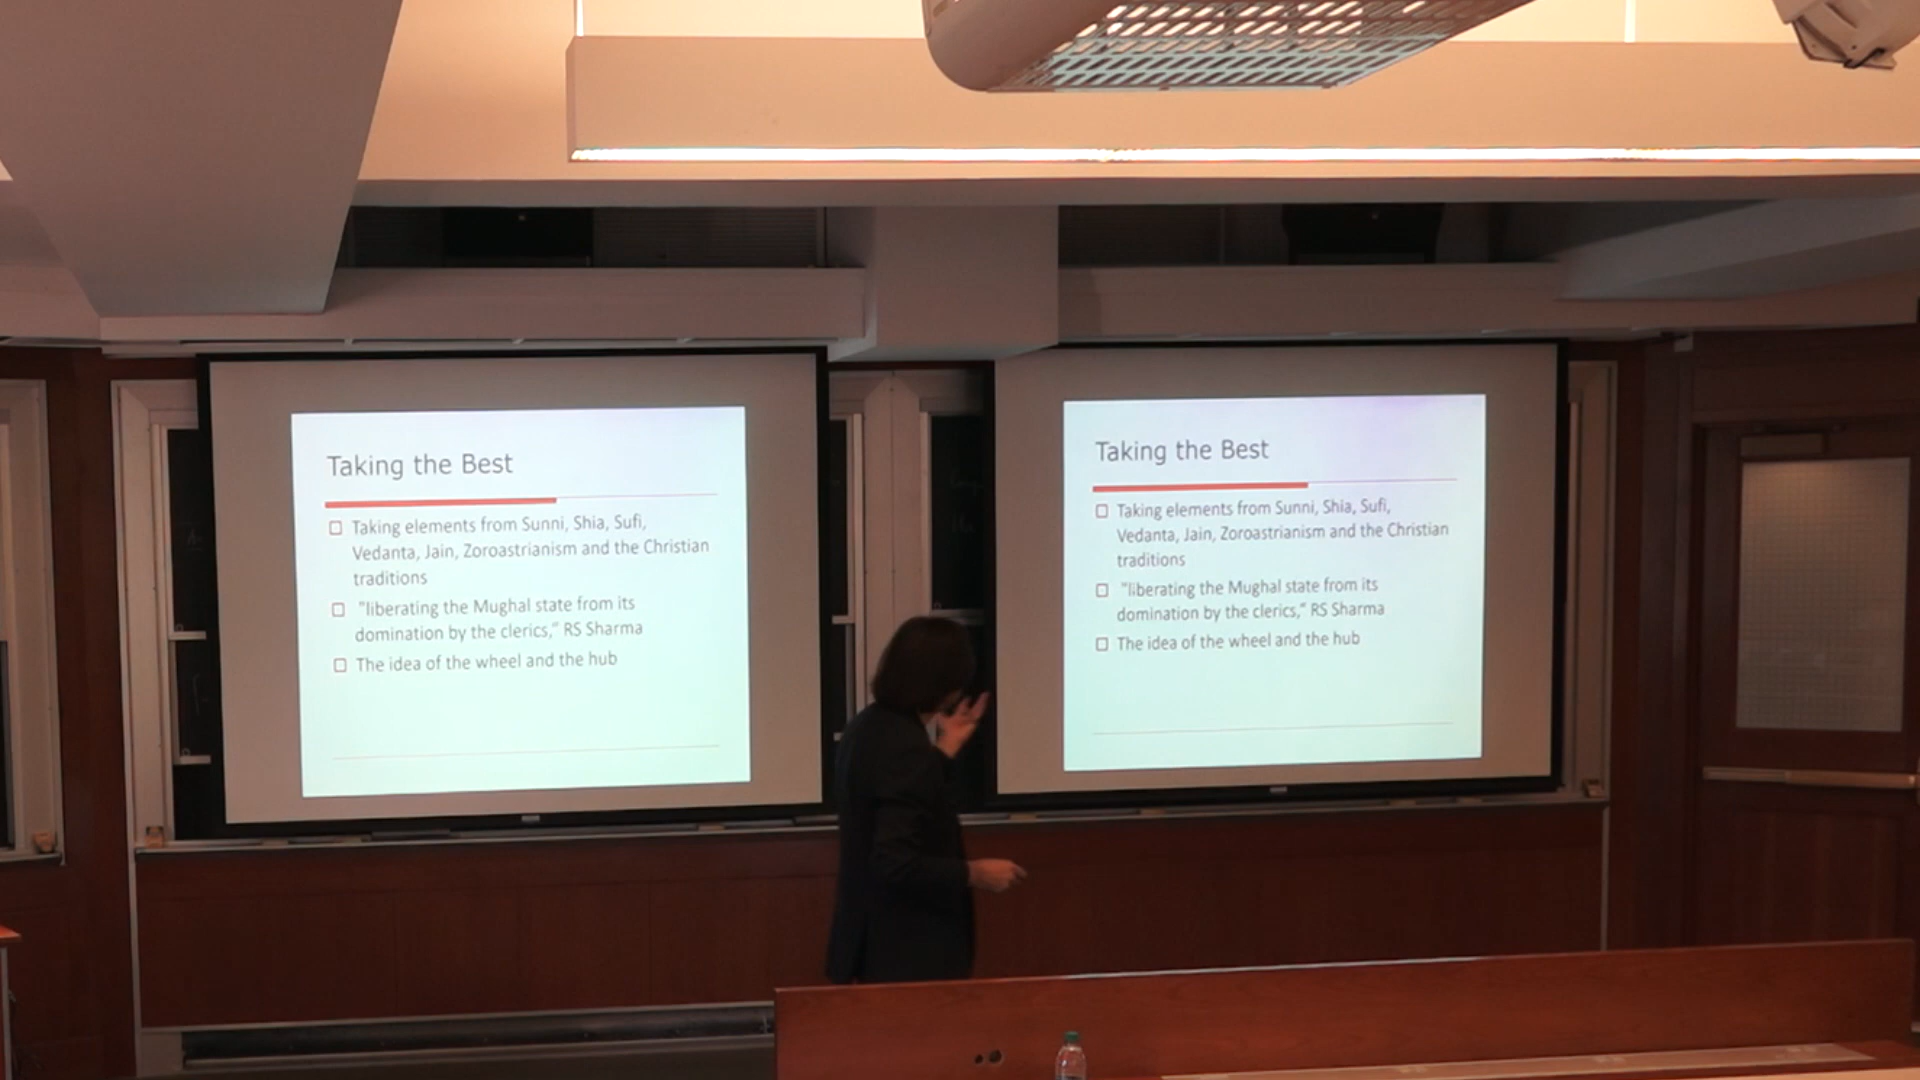 Taking the Best
Taking elements from Sunni, Shia, Sufi,
Vedanta, Jain, Zoroastrianism and the Christian
traditions
"liberating the Mughal state from its
domination by the clerics," RS Sharma
The idea of the wheel and the hub
Taking the Best
Taking elements from Sunni, Shia, Sufi,
Vedanta, Jain, Zoroastrianism and the Christian
traditions
"liberating the Mughal state from its
domination by the clerics," RS Sharma
The idea of the wheel and the hub